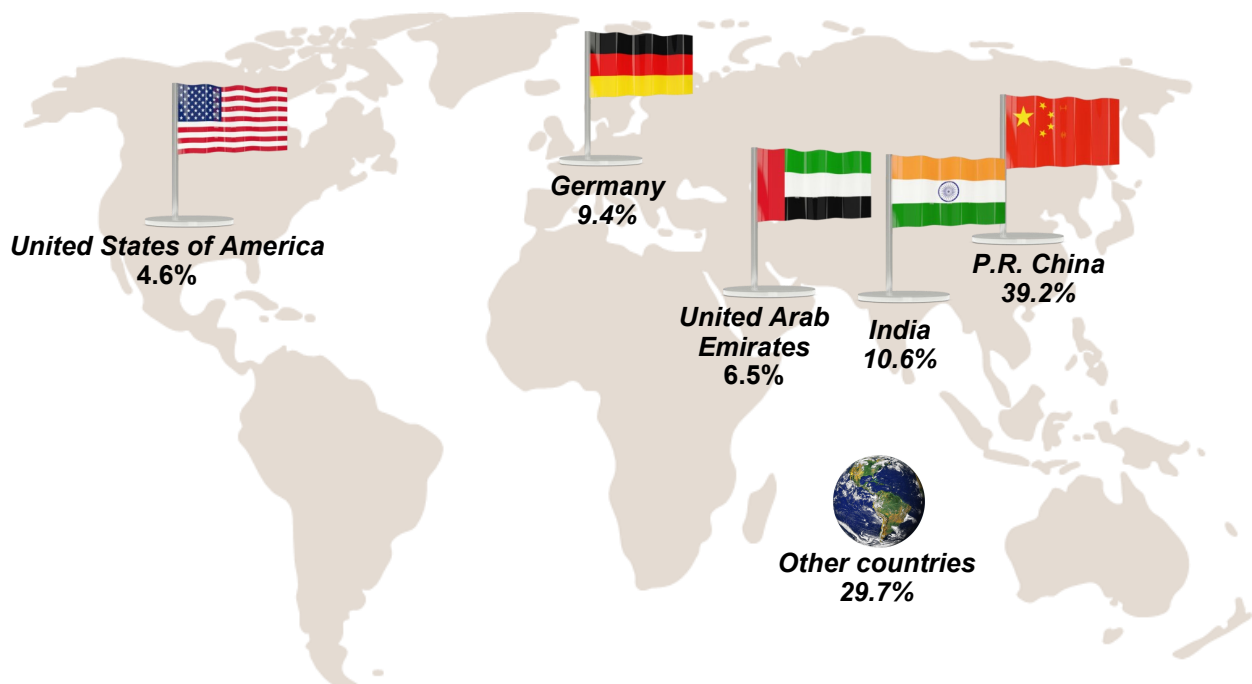 Germany
9.4%
United States of America
4.6%
P.R. China
39.2%
United Arab
Emirates
6.5%
India
10.6%
Other countries
29.7%